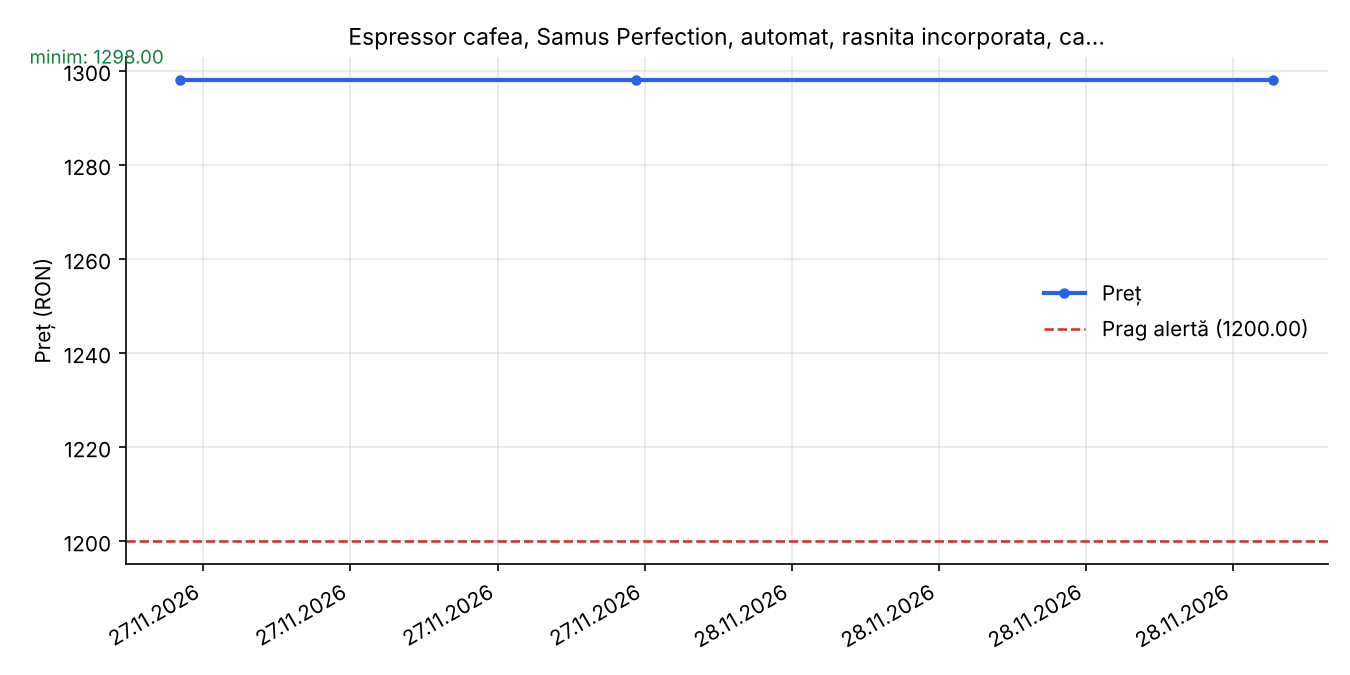 Espressor cafea, Samus Perfection, automat, rasnita incorporata, ca...
minim: 1298.00
1300
1280
1260
1240
1220
1200
Preț (RON)
Preț
Prag alertă (1200.00)
27.11.2026
27.11.2026
27.11.2026
27.11.2026
28.11.2026
28.11.2026
28.11.2026
28.11.2026